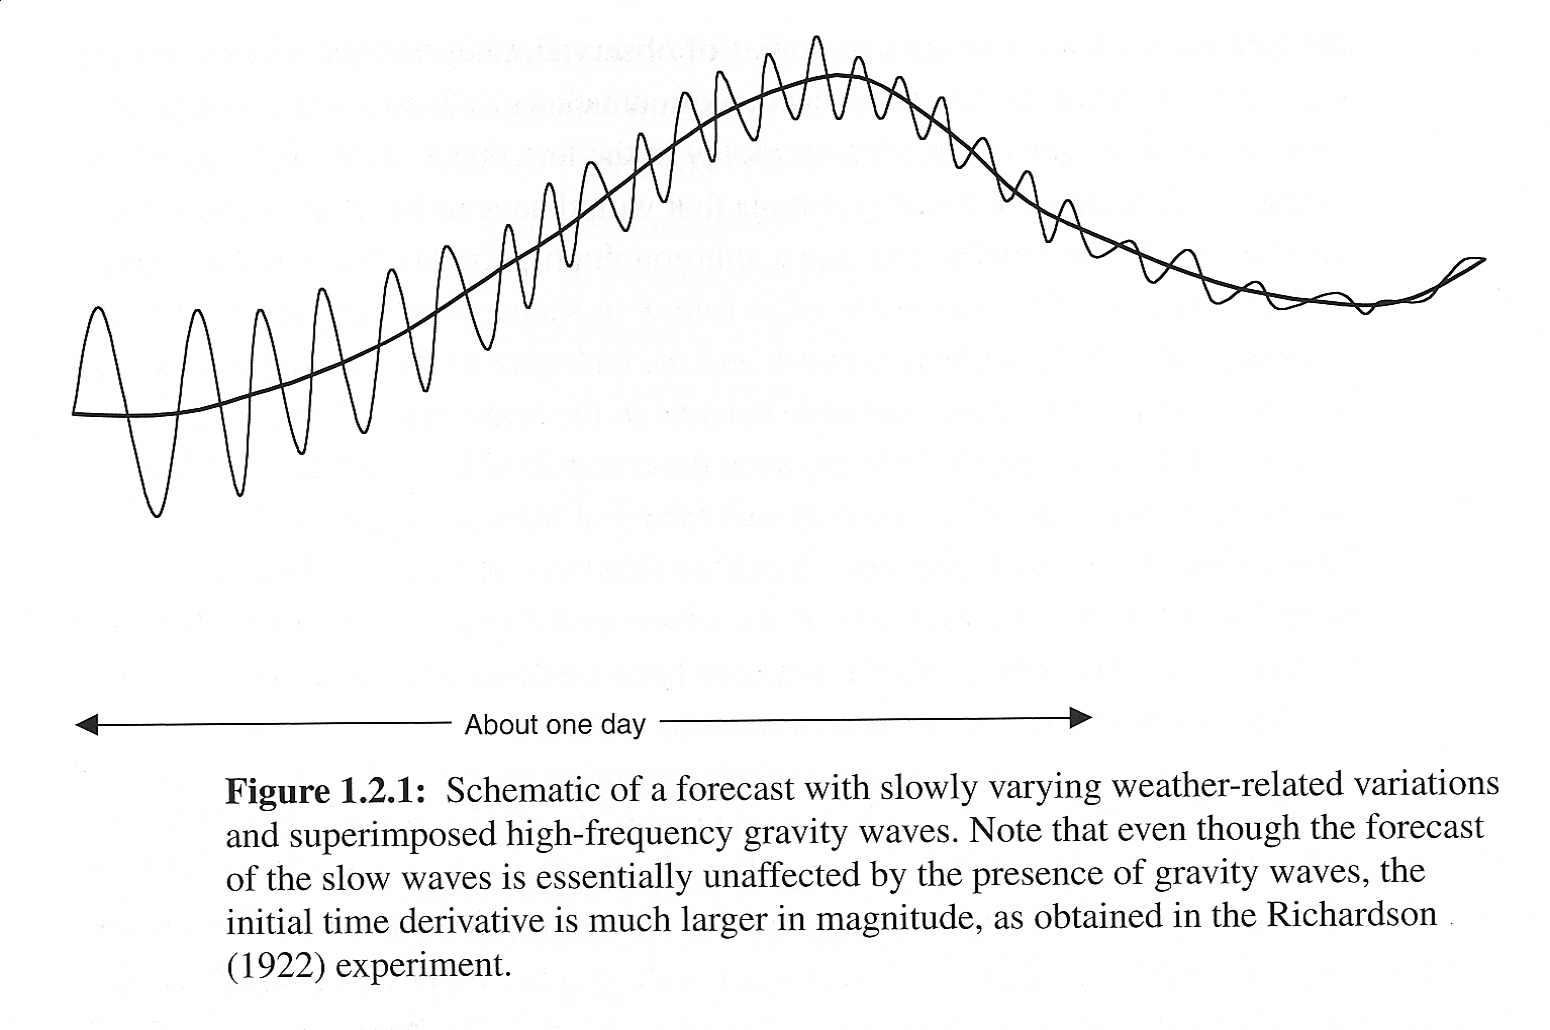 About one day
Figure 1.2.1: Schematic of a forecast with slowly varying weather-related variations
and superimposed high-frequency gravity waves. Note that even though the forecast
of the slow waves is essentially unaffected by the presence of gravity waves, the
initial time derivative is much larger in magnitude, as obtained in the Richardson
(1922) experiment.